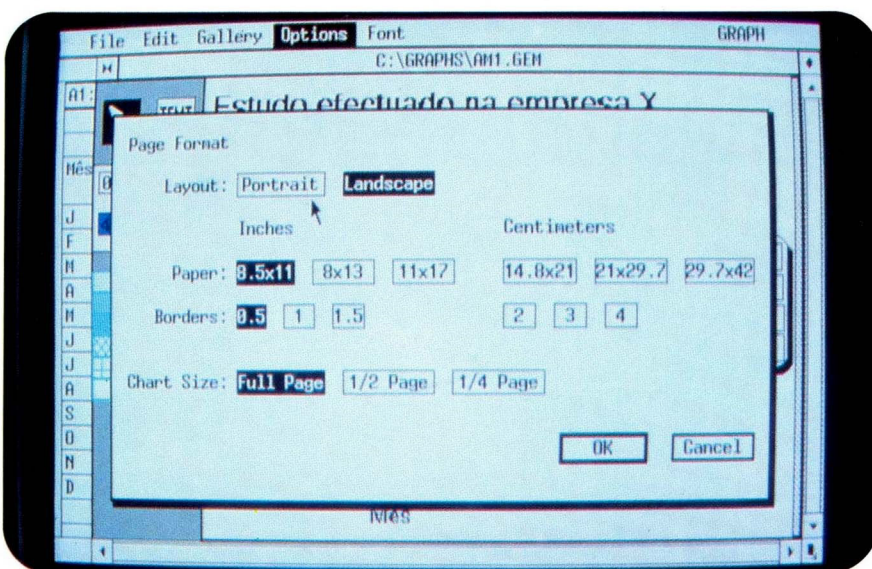 File Edit Gallery Options Font GRAPH
C:\GRAPHS\AM1.GEM
A1:
TEXT Estudo efectuado na empresa X
Page Format
Mês
Layout: Portrait Landscape
Inches Centimeters
Paper: 8.5x11 8x13 11x17 14.8x21 21x29.7 29.7x42
Borders: 0.5 1 1.5 2 3 4
Chart Size: Full Page 1/2 Page 1/4 Page
OK Cancel
J
F
M
A
M
J
J
A
S
O
N
D
Mês